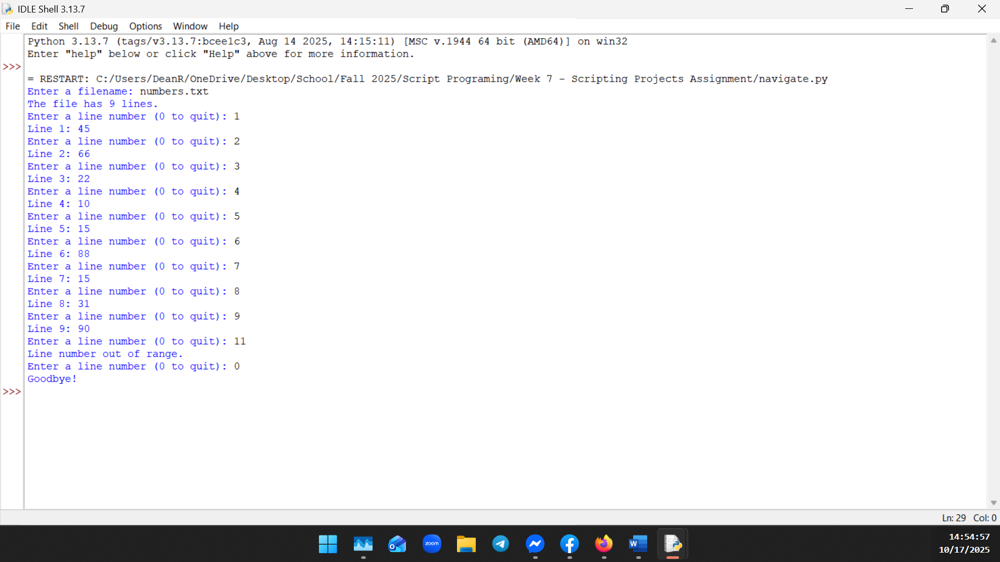 IDLE Shell 3.13.7
File Edit Shell Debug Options Window Help
Python 3.13.7 (tags/v3.13.7:bcee1c3, Aug 14 2025, 14:15:11) [MSC v.1944 64 bit (AMD64)] on win32
Enter "help" below or click "Help" above for more information.
>>>
= RESTART: C:/Users/DeanR/OneDrive/Desktop/School/Fall 2025/Script Programing/Week 7 - Scripting Projects Assignment/navigate.py
Enter a filename: numbers.txt
The file has 9 lines.
Enter a line number (0 to quit): 1
Line 1: 45
Enter a line number (0 to quit): 2
Line 2: 66
Enter a line number (0 to quit): 3
Line 3: 22
Enter a line number (0 to quit): 4
Line 4: 10
Enter a line number (0 to quit): 5
Line 5: 15
Enter a line number (0 to quit): 6
Line 6: 88
Enter a line number (0 to quit): 7
Line 7: 15
Enter a line number (0 to quit): 8
Line 8: 31
Enter a line number (0 to quit): 9
Line 9: 90
Enter a line number (0 to quit): 11
Line number out of range.
Enter a line number (0 to quit): 0
Goodbye!
>>>
Ln: 29 Col: 0
zoom
14:54:57
10/17/2025